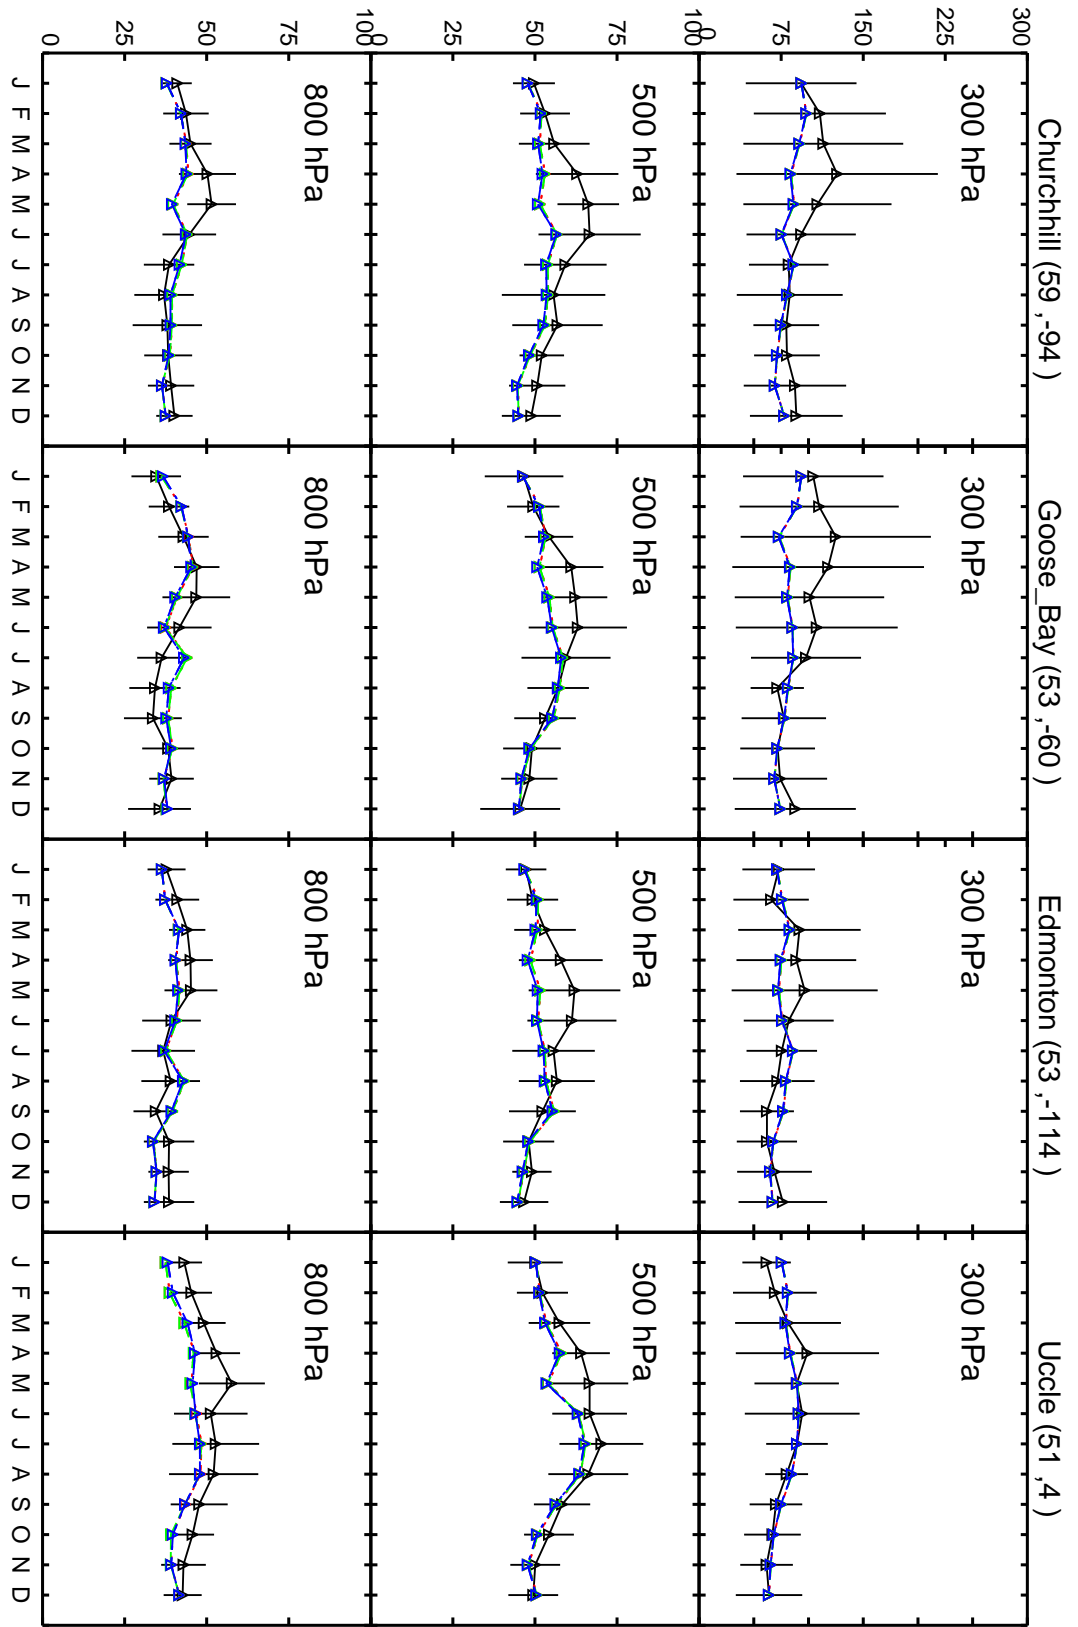 Churchhill (59 ,-94 )
Goose_Bay (53 ,-60 )
Edmonton (53 ,-114 )
Uccle (51 ,4 )
300
225
150
75
0
300 hPa
300 hPa
300 hPa
300 hPa
100
75
50
25
0
500 hPa
500 hPa
500 hPa
500 hPa
100
75
50
25
0
800 hPa
800 hPa
800 hPa
800 hPa
J F M A M J J A S O N D
J F M A M J J A S O N D
J F M A M J J A S O N D
J F M A M J J A S O N D